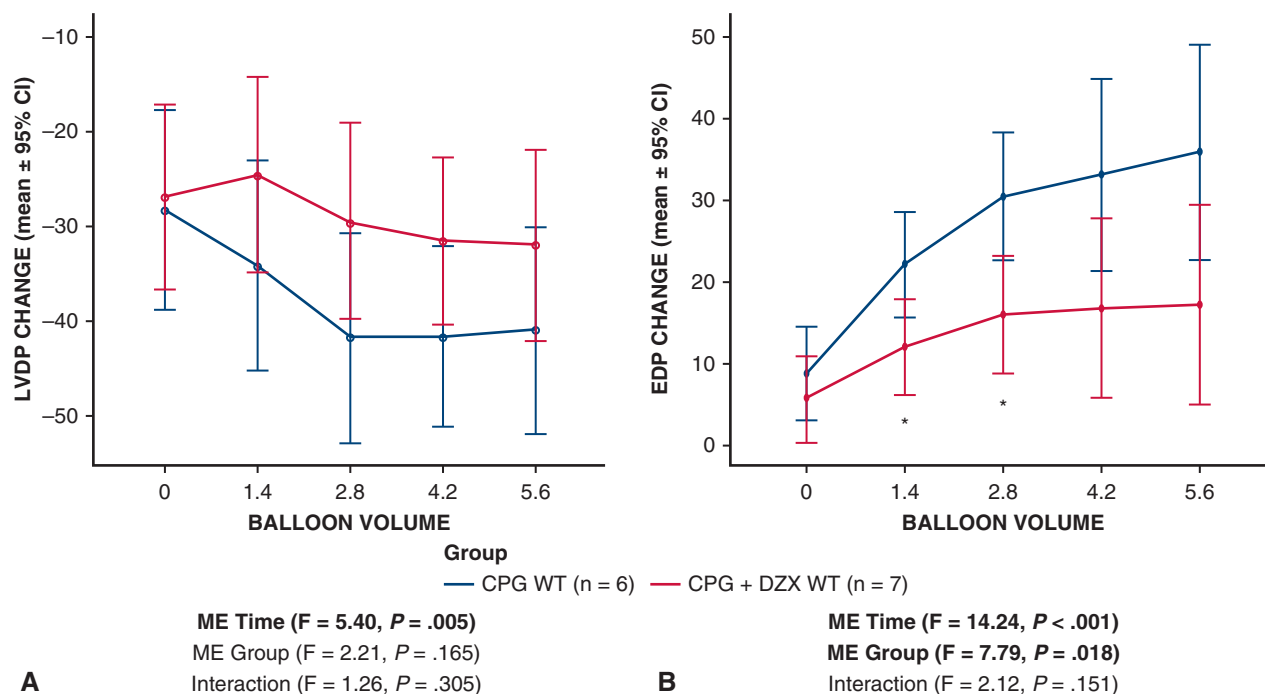 –10
–20
–30
–40
–50
LVDP CHANGE (mean ± 95% CI)
0 1.4 2.8 4.2 5.6
BALLOON VOLUME
50
40
30
20
10
0
EDP CHANGE (mean ± 95% CI)
* *
0 1.4 2.8 4.2 5.6
BALLOON VOLUME
Group
CPG WT (n = 6) CPG + DZX WT (n = 7)
ME Time (F = 5.40, P = .005)
ME Group (F = 2.21, P = .165)
A Interaction (F = 1.26, P = .305)
ME Time (F = 14.24, P < .001)
ME Group (F = 7.79, P = .018)
B Interaction (F = 2.12, P = .151)